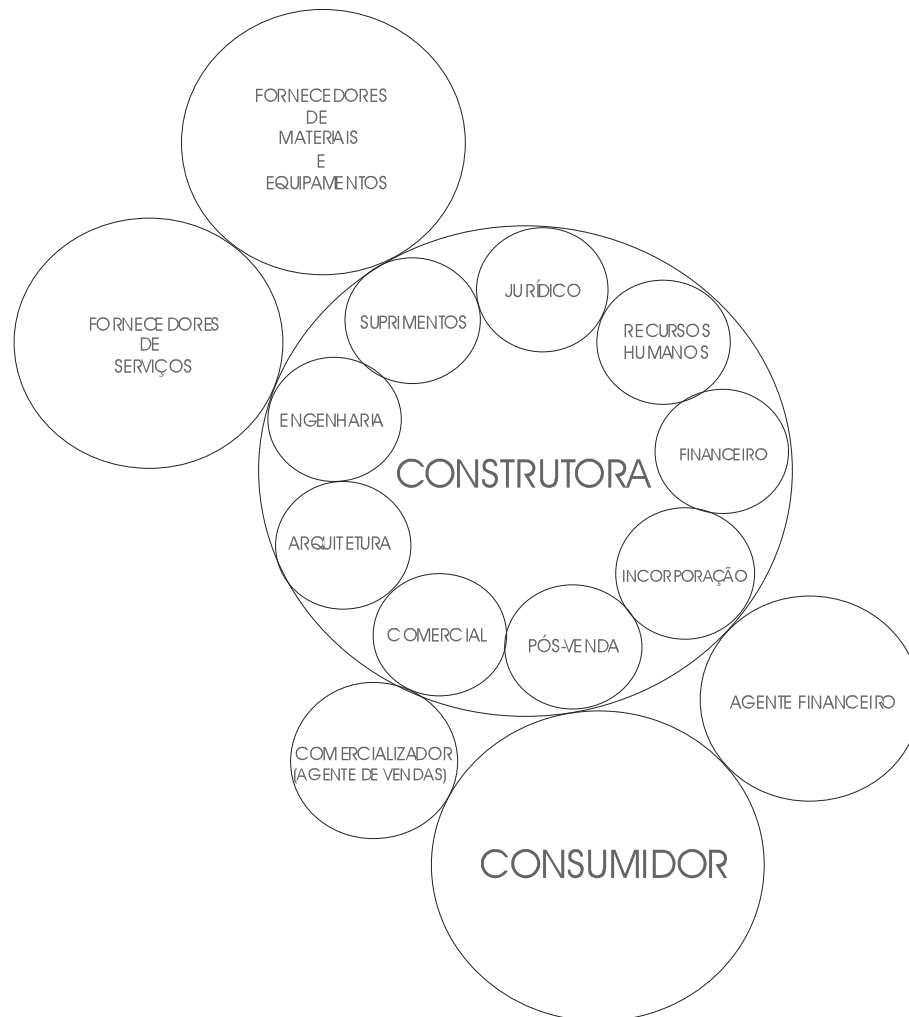 FORNECEDORES
DE
MATERIAIS
E
EQUIPAMENTOS
FORNECEDORES
DE
SERVIÇOS
JURÍDICO
SUPRIMENTOS
RECURSOS
HUMANOS
ENGENHARIA
FINANCEIRO
CONSTRUTORA
ARQUITETURA
INCORPORAÇÃO
COMERCIAL
PÓS-VENDA
AGENTE FINANCEIRO
COMERCIALIZADOR
(AGENTE DE VENDAS)
CONSUMIDOR